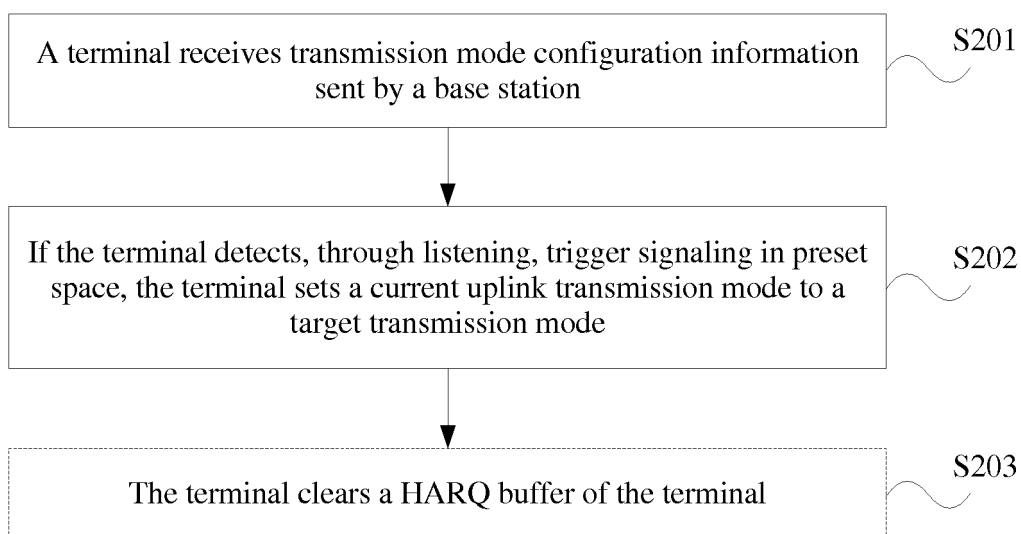 A terminal receives transmission mode configuration information
sent by a base station
S201
If the terminal detects, through listening, trigger signaling in preset
space, the terminal sets a current uplink transmission mode to a
target transmission mode
S202
The terminal clears a HARQ buffer of the terminal
S203